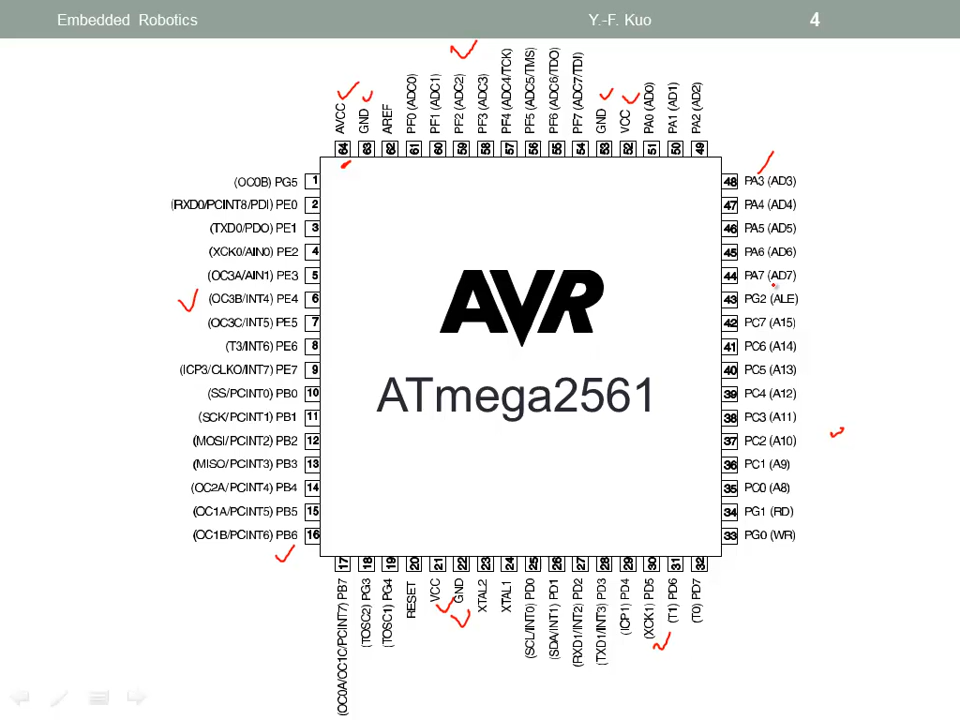 Embedded Robotics
Y.-F. Kuo
4
AVCC
GND
AREF
PF0 (ADC0)
PF1 (ADC1)
PF2 (ADC2)
PF3 (ADC3)
PF4 (ADC4/TCK)
PF5 (ADC5/TMS)
PF6 (ADC6/TDO)
PF7 (ADC7/TDI)
GND
VCC
PA0 (AD0)
PA1 (AD1)
PA2 (AD2)
64
63
62
61
60
59
58
57
56
55
54
53
52
51
50
49
(OC0B) PG5 1
(RXD0/PCINT8/PDI) PE0 2
(TXD0/PDO) PE1 3
(XCK0/AIN0) PE2 4
(OC3A/AIN1) PE3 5
(OC3B/INT4) PE4 6
(OC3C/INT5) PE5 7
(T3/INT6) PE6 8
(ICP3/CLKO/INT7) PE7 9
(SS/PCINT0) PB0 10
(SCK/PCINT1) PB1 11
(MOSI/PCINT2) PB2 12
(MISO/PCINT3) PB3 13
(OC2A/PCINT4) PB4 14
(OC1A/PCINT5) PB5 15
(OC1B/PCINT6) PB6 16
AVR
ATmega2561
48 PA3 (AD3)
47 PA4 (AD4)
46 PA5 (AD5)
45 PA6 (AD6)
44 PA7 (AD7)
43 PG2 (ALE)
42 PC7 (A15)
41 PC6 (A14)
40 PC5 (A13)
39 PC4 (A12)
38 PC3 (A11)
37 PC2 (A10)
36 PC1 (A9)
35 PC0 (A8)
34 PG1 (RD)
33 PG0 (WR)
17
18
19
20
21
22
23
24
25
26
27
28
29
30
31
32
(OC0A/OC1C/PCINT7) PB7
(TOSC2) PG3
(TOSC1) PG4
RESET
VCC
GND
XTAL2
XTAL1
(SCL/INT0) PD0
(SDA/INT1) PD1
(RXD1/INT2) PD2
(TXD1/INT3) PD3
(ICP1) PD4
(XCK1) PD5
(T1) PD6
(T0) PD7